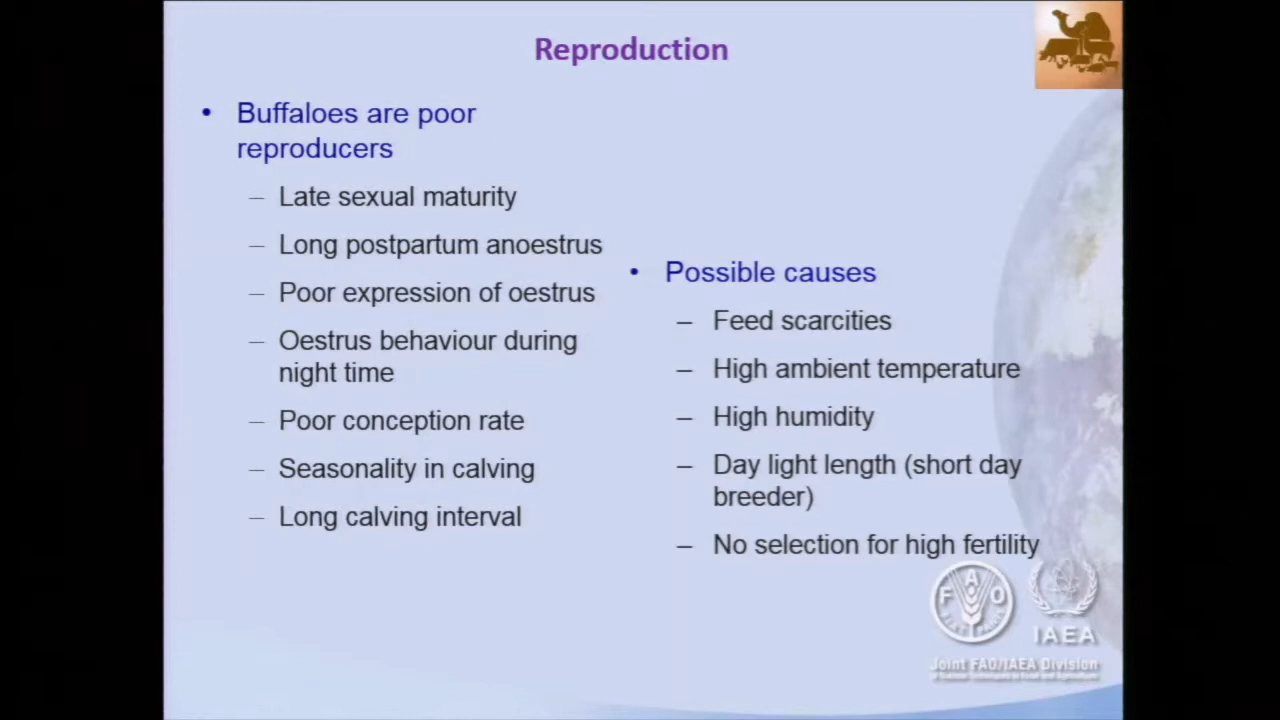 Reproduction
• Buffaloes are poor
reproducers
– Late sexual maturity
– Long postpartum anoestrus
– Poor expression of oestrus
– Oestrus behaviour during
night time
– Poor conception rate
– Seasonality in calving
– Long calving interval
• Possible causes
– Feed scarcities
– High ambient temperature
– High humidity
– Day light length (short day
breeder)
– No selection for high fertility
F A O
FIAT PANIS
IAEA
Joint FAO/IAEA Division